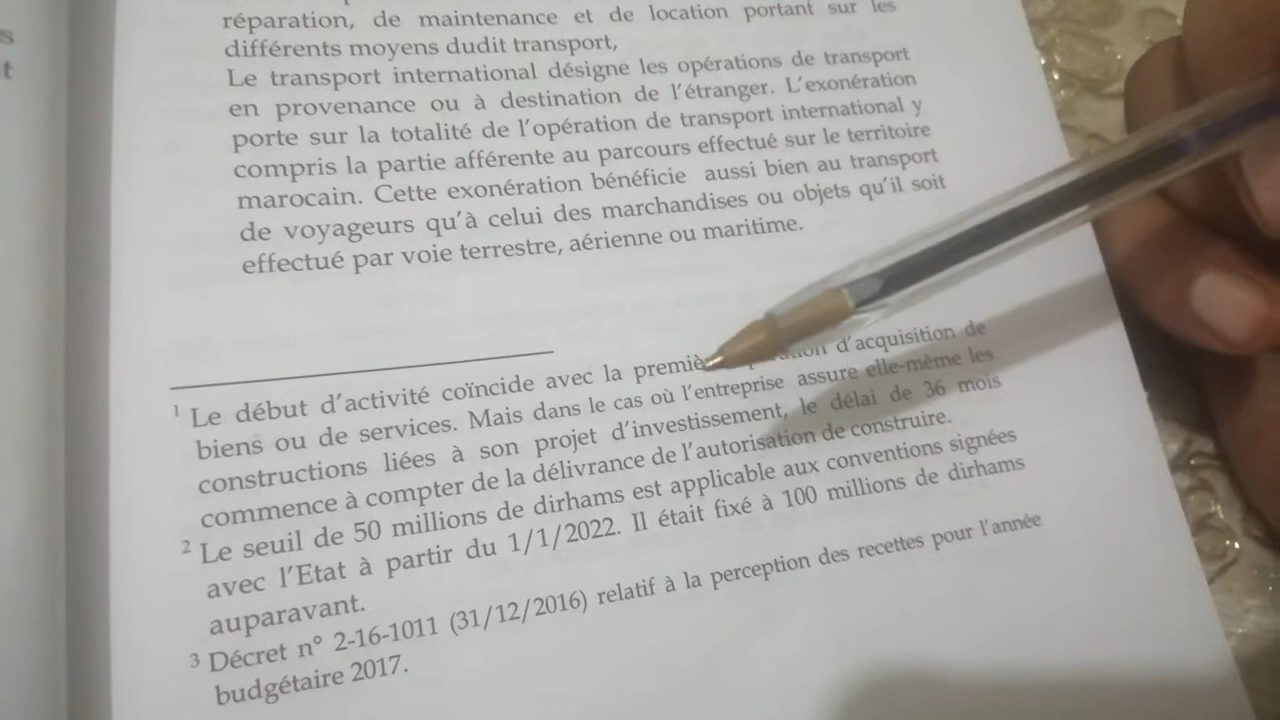 s
t
réparation, de maintenance et de location portant sur les
différents moyens dudit transport,
Le transport international désigne les opérations de transport
en provenance ou à destination de l'étranger. L'exonération
porte sur la totalité de l'opération de transport international y
compris la partie afférente au parcours effectué sur le territoire
marocain. Cette exonération bénéficie aussi bien au transport
de voyageurs qu'à celui des marchandises ou objets qu'il soit
effectué par voie terrestre, aérienne ou maritime.
1 Le début d'activité coïncide avec la d'acquisition de
biens ou de services. Mais dans le cas où l'entreprise assure elle-même les
constructions liées à son projet d'investissement, le délai de 36 mois
commence à compter de la délivrance de l'autorisation de construire.
2 Le seuil de 50 millions de dirhams est applicable aux conventions signées
avec l'Etat à partir du 1/1/2022. Il était fixé à 100 millions de dirhams
auparavant.
3 Décret n° 2-16-1011 (31/12/2016) relatif à la perception des recettes pour l'année
budgétaire 2017.